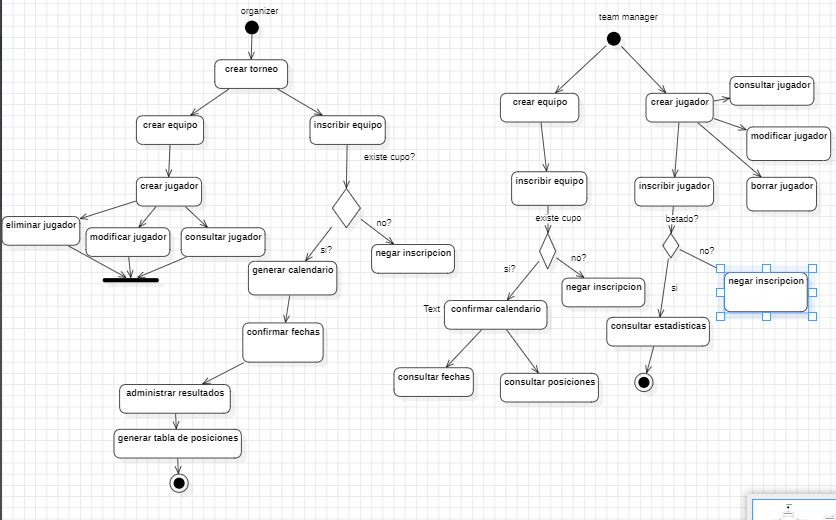 organizer
crear torneo
crear equipo
inscribir equipo
existe cupo?
crear jugador
eliminar jugador
modificar jugador
consultar jugador
no?
si?
negar inscripcion
generar calendario
confirmar fechas
administrar resultados
generar tabla de posiciones
team manager
crear equipo
crear jugador
consultar jugador
modificar jugador
borrar jugador
inscribir equipo
inscribir jugador
existe cupo
betado?
no?
si?
no?
si
negar inscripcion
negar inscripcion
Text
confirmar calendario
consultar estadisticas
consultar fechas
consultar posiciones